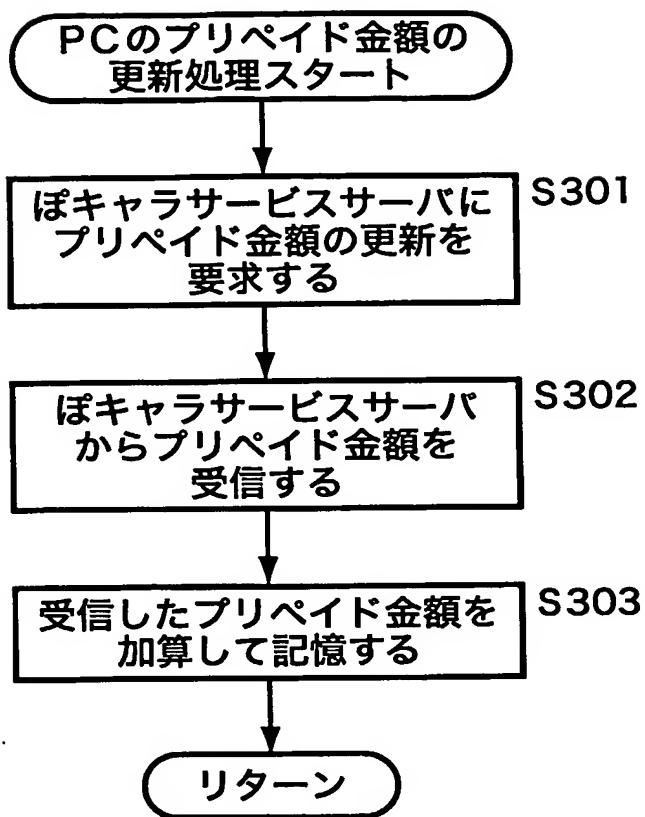 PCのプリペイド金額の
更新処理スタート
ぽキャラサービスサーバに
プリペイド金額の更新を
要求する
S301
ぽキャラサービスサーバ
からプリペイド金額を
受信する
S302
受信したプリペイド金額を
加算して記憶する
S303
リターン